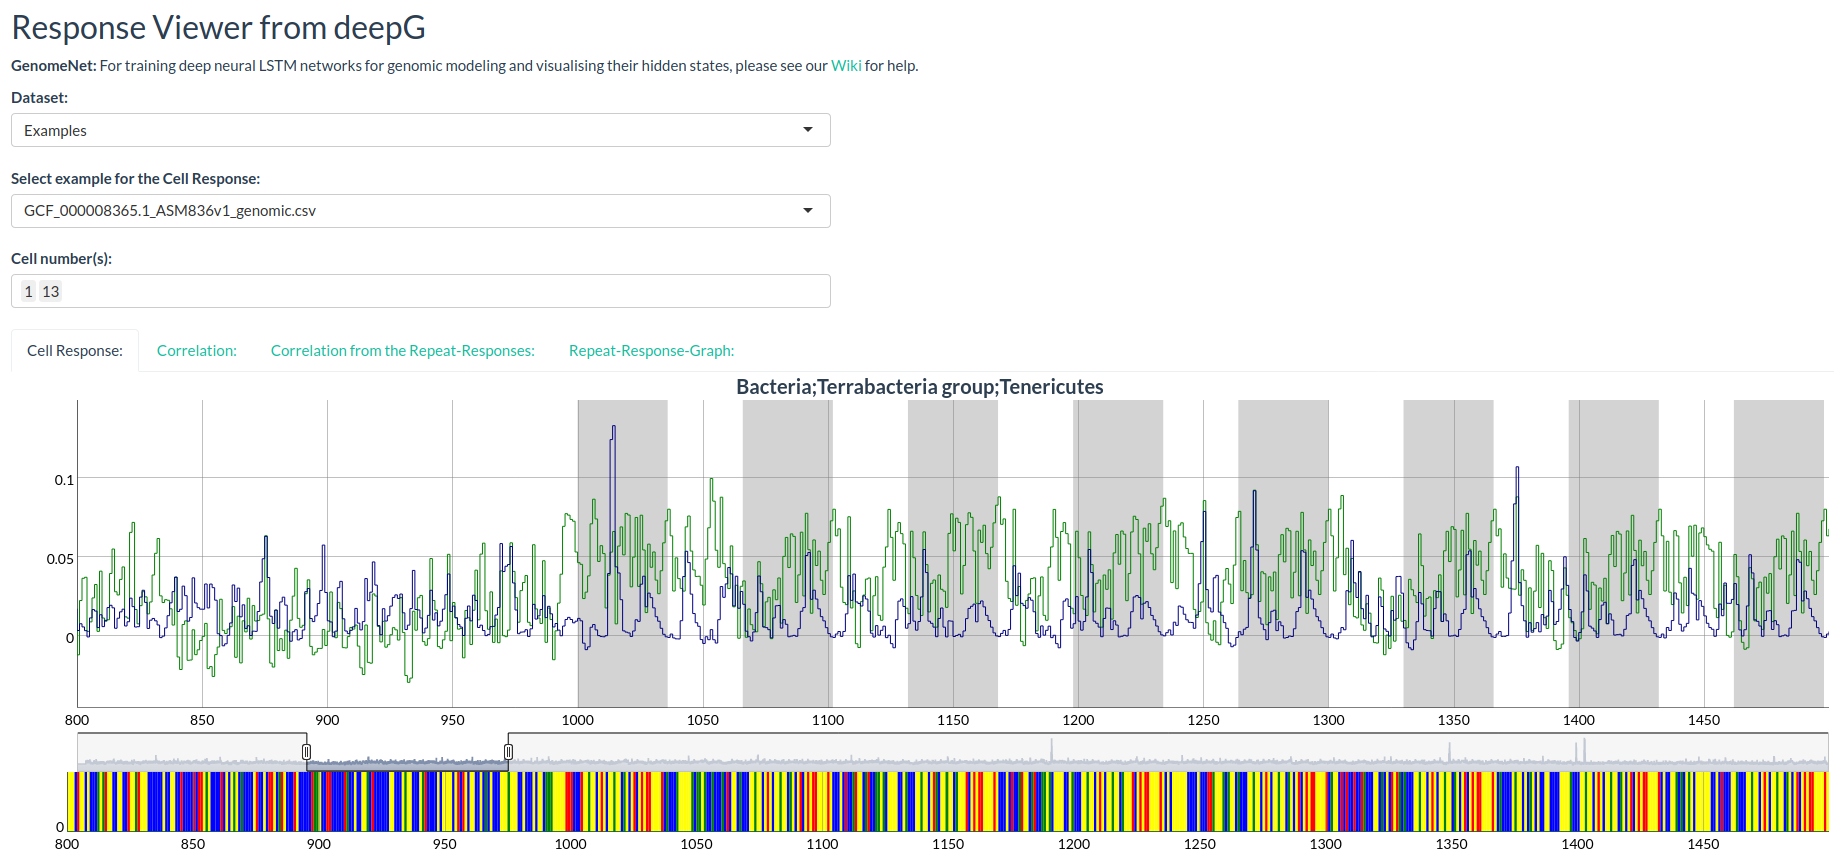 Response Viewer from deepG
GenomeNet: For training deep neural LSTM networks for genomic modeling and visualising their hidden states, please see our Wiki for help.
Dataset:
Examples
Select example for the Cell Response:
GCF_000008365.1_ASM836v1_genomic.csv
Cell number(s):
1 13
Cell Response: Correlation: Correlation from the Repeat-Responses: Repeat-Response-Graph:
Bacteria;Terrabacteria group;Tenericutes
0.1
0.05
0
800 850 900 950 1000 1050 1100 1150 1200 1250 1300 1350 1400 1450
0
800 850 900 950 1000 1050 1100 1150 1200 1250 1300 1350 1400 1450